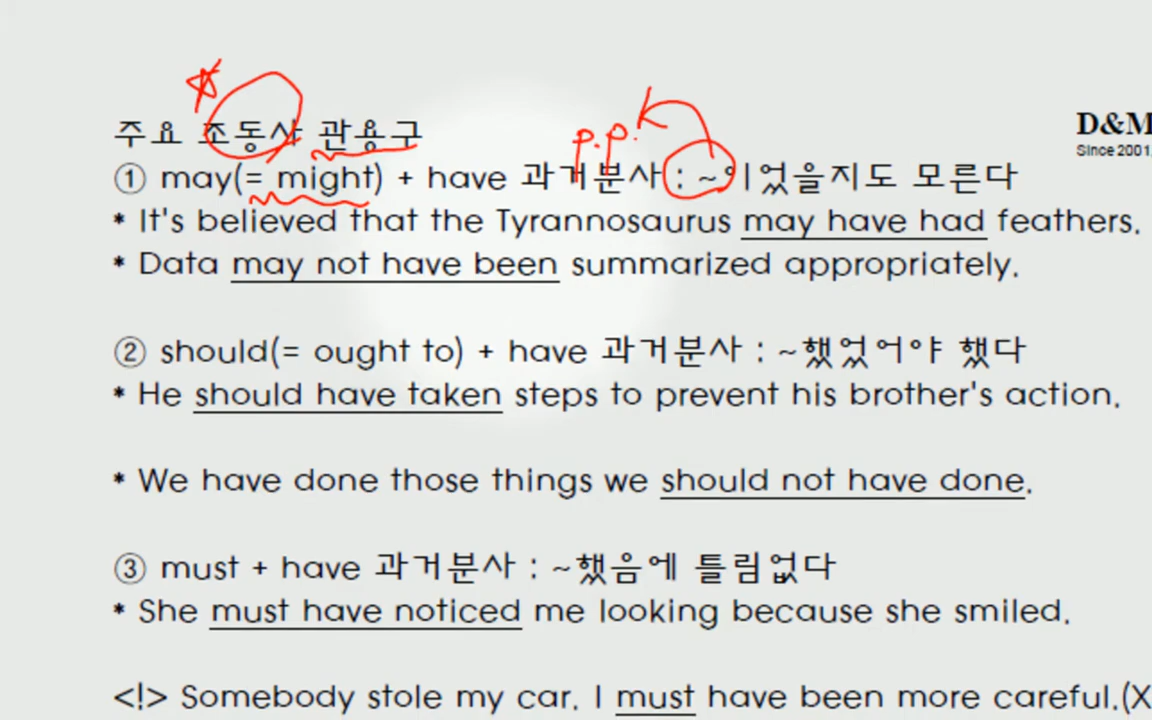 p.p.
주요 조동사 관용구
D&M
Since 2001.
① may(= might) + have 과거분사 : ~이었을지도 모른다
* It's believed that the Tyrannosaurus may have had feathers.
* Data may not have been summarized appropriately.
② should(= ought to) + have 과거분사 : ~했었어야 했다
* He should have taken steps to prevent his brother's action.
* We have done those things we should not have done.
③ must + have 과거분사 : ~했음에 틀림없다
* She must have noticed me looking because she smiled.
<!> Somebody stole my car. I must have been more careful.(X